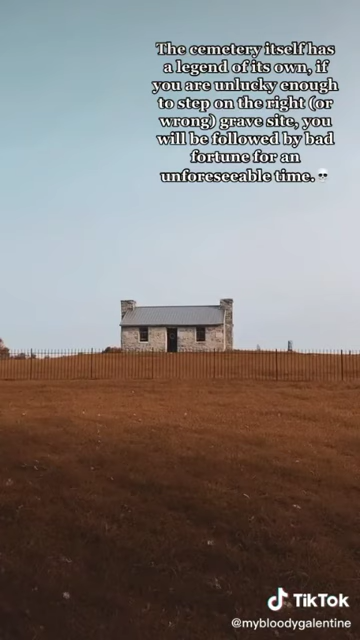 The cemetery itself has
a legend of its own, if
you are unlucky enough
to step on the right (or
wrong) grave site, you
will be followed by bad
fortune for an
unforeseeable time.💀
TikTok
@mybloodygalentine